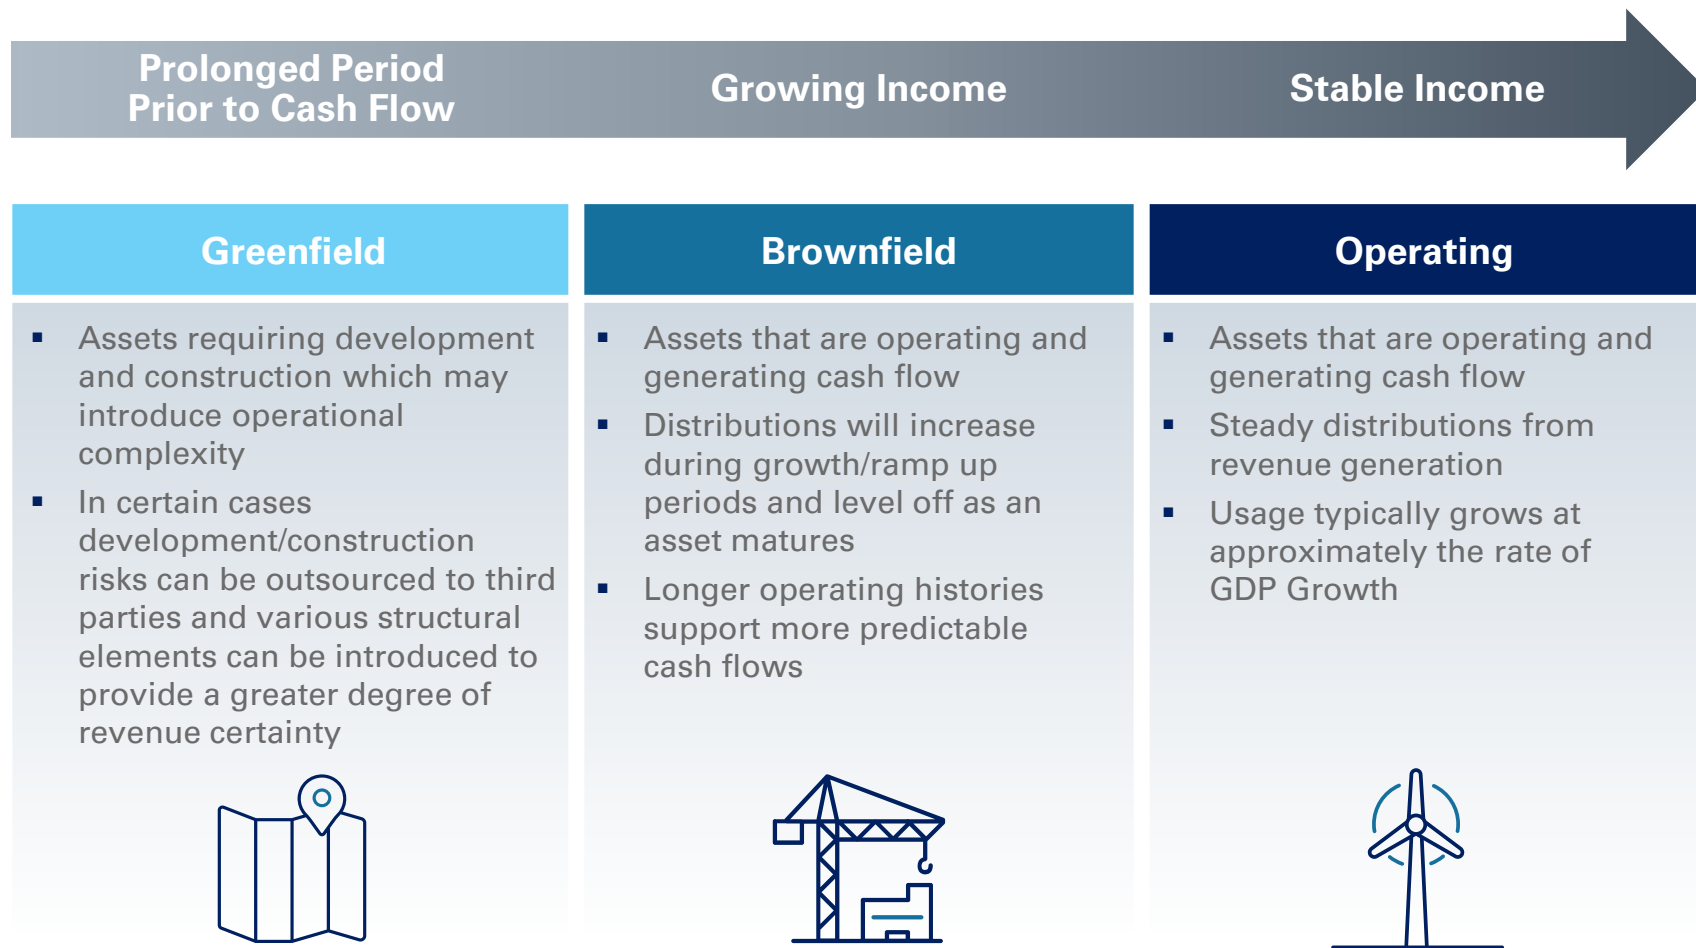 Prolonged Period
Prior to Cash Flow
Growing Income
Stable Income
Greenfield
▪ Assets requiring development
and construction which may
introduce operational
complexity
▪ In certain cases
development/construction
risks can be outsourced to third
parties and various structural
elements can be introduced to
provide a greater degree of
revenue certainty
Brownfield
▪ Assets that are operating and
generating cash flow
▪ Distributions will increase
during growth/ramp up
periods and level off as an
asset matures
▪ Longer operating histories
support more predictable
cash flows
Operating
▪ Assets that are operating and
generating cash flow
▪ Steady distributions from
revenue generation
▪ Usage typically grows at
approximately the rate of
GDP Growth